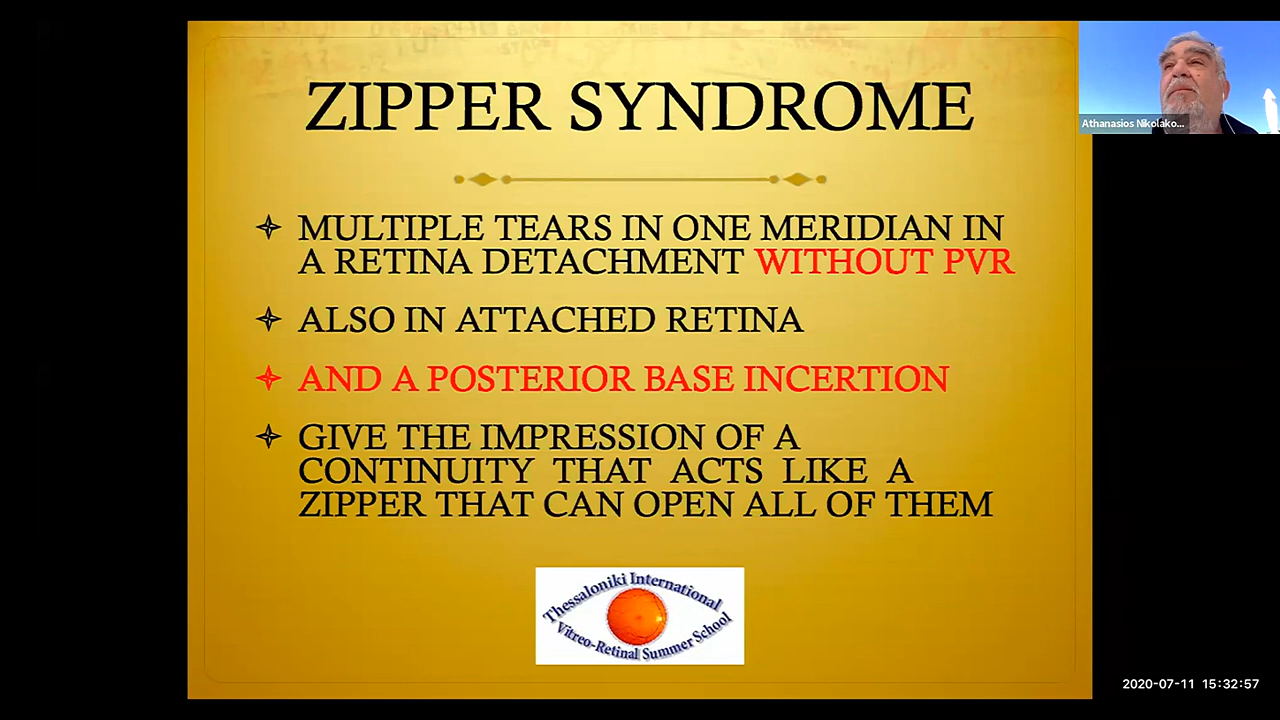 ZIPPER SYNDROME
MULTIPLE TEARS IN ONE MERIDIAN IN
A RETINA DETACHMENT WITHOUT PVR
ALSO IN ATTACHED RETINA
AND A POSTERIOR BASE INCERTION
GIVE THE IMPRESSION OF A
CONTINUITY THAT ACTS LIKE A
ZIPPER THAT CAN OPEN ALL OF THEM
Thessaloniki International
Vitreo-Retinal Summer School
Athanasios Nikolako...
2020-07-11 15:32:57